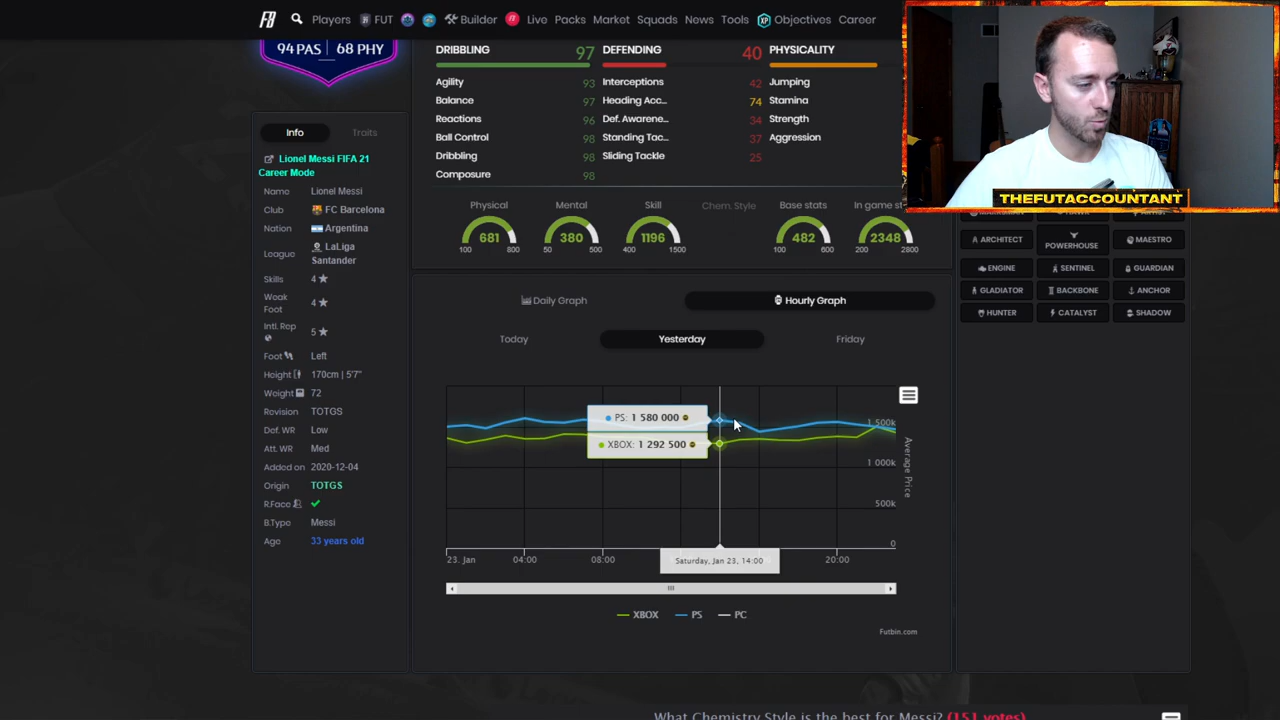 F8 Players FUT Builder Live Packs Market Squads News Tools XP Objectives Career
94 PAS 68 PHY
DRIBBLING 97 DEFENDING 40 PHYSICALITY
Agility 93 Interceptions 42 Jumping
Balance 97 Heading Acc... 74 Stamina
Reactions 96 Def. Awarene... 34 Strength
Ball Control 98 Standing Tac... 37 Aggression
Dribbling 98 Sliding Tackle 25
Composure 98
THEFUTACCOUNTANT
Physical Mental Skill Chem. Style Base stats In game st
681 380 1196 482 2348
100 800 50 500 400 1500 100 600 200 2800
Info Traits
Lionel Messi FIFA 21
Career Mode
Name Lionel Messi
Club FC Barcelona
Nation Argentina
League LaLiga
Santander
Skills 4★
Weak
Foot 4★
Intl. Rep 5★
Foot Left
Height 170cm | 5'7"
Weight 72
Revision TOTGS
Def. WR Low
Att. WR Med
Added on 2020-12-04
Origin TOTGS
R.Face
B.Type Messi
Age 33 years old
Daily Graph Hourly Graph
Today Yesterday Friday
PS: 1 580 000
XBOX: 1 292 500
1 500k
1 000k
500k
0
Average Price
23. Jan 04:00 08:00 Saturday, Jan 23, 14:00 20:00
XBOX PS PC
Futbin.com
ARCHITECT POWERHOUSE MAESTRO
ENGINE SENTINEL GUARDIAN
GLADIATOR BACKBONE ANCHOR
HUNTER CATALYST SHADOW
What Chemistry Style is the best for Messi? (151 votes)